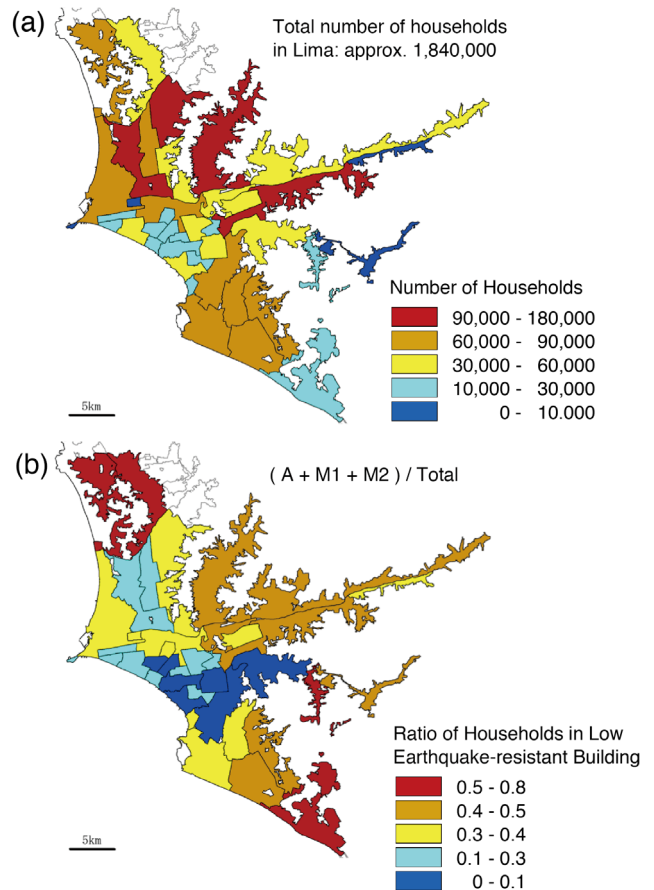 (a)
Total number of households
in Lima: approx. 1,840,000
Number of Households
90,000 - 180,000
60,000 - 90,000
30,000 - 60,000
10,000 - 30,000
0 - 10.000
5km
(b)
( A + M1 + M2 ) / Total
Ratio of Households in Low
Earthquake-resistant Building
0.5 - 0.8
0.4 - 0.5
0.3 - 0.4
0.1 - 0.3
0 - 0.1
5km